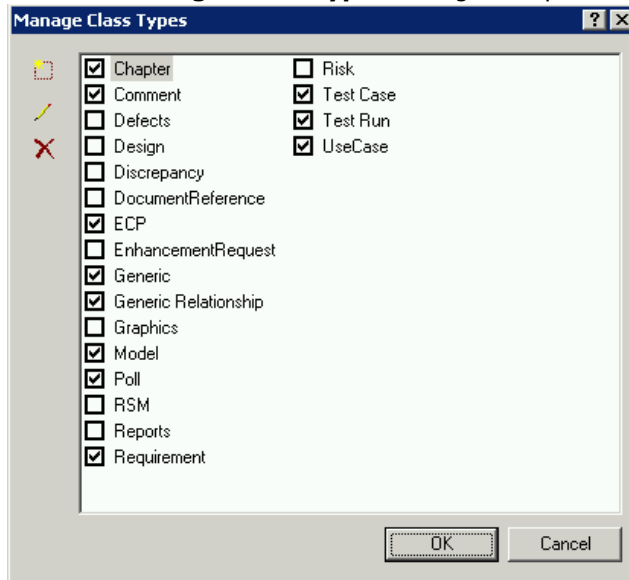 Manage Class Types
Chapter
Comment
Defects
Design
Discrepancy
DocumentReference
ECP
EnhancementRequest
Generic
Generic Relationship
Graphics
Model
Poll
RSM
Reports
Requirement
Risk
Test Case
Test Run
UseCase
OK
Cancel